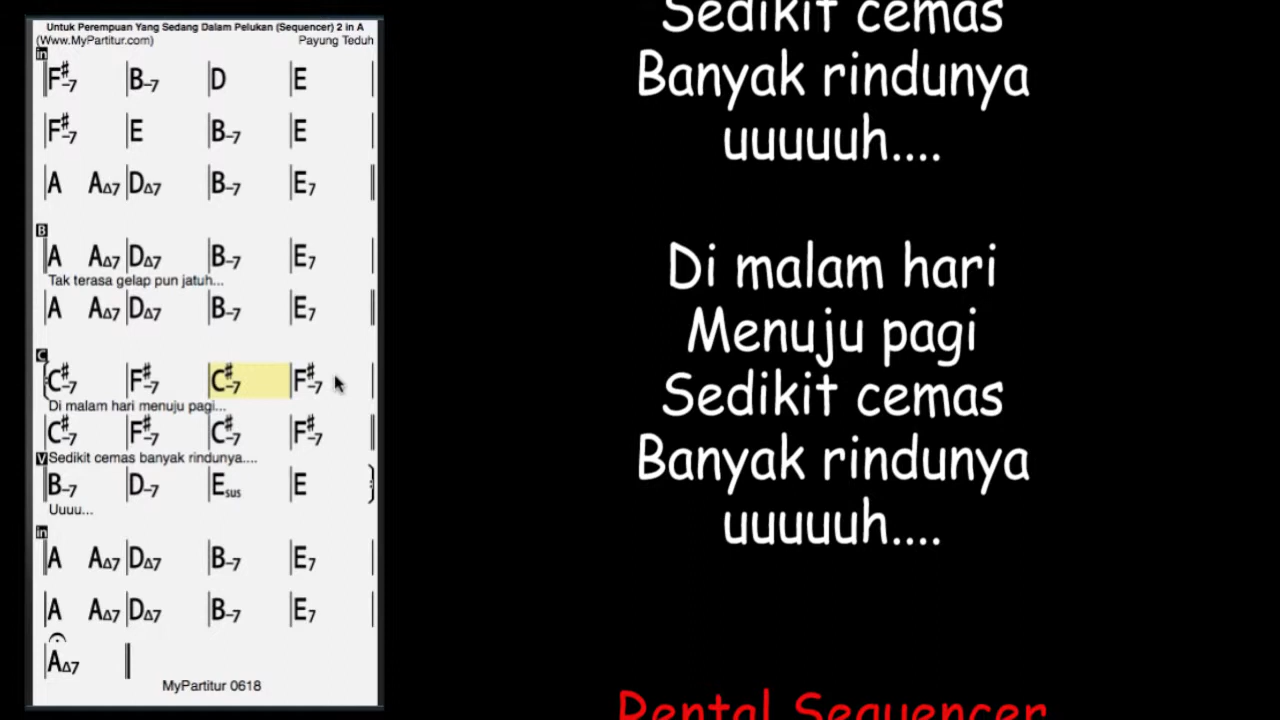 Untuk Perempuan Yang Sedang Dalam Pelukan (Sequencer) 2 in A
(Www.MyPartitur.com) Payung Teduh
in
F#-7 B-7 D E
F#-7 E B-7 E
A AΔ7 DΔ7 B-7 E7
B
A AΔ7 DΔ7 B-7 E7
Tak terasa gelap pun jatuh...
A AΔ7 DΔ7 B-7 E7
C
C#-7 F#-7 C#-7 F#-7
Di malam hari menuju pagi...
C#-7 F#-7 C#-7 F#-7
V Sedikit cemas banyak rindunya....
B-7 D-7 Esus E
Uuuu...
in
A AΔ7 DΔ7 B-7 E7
A AΔ7 DΔ7 B-7 E7
AΔ7
MyPartitur 0618
Sedikit cemas
Banyak rindunya
uuuuuh....
Di malam hari
Menuju pagi
Sedikit cemas
Banyak rindunya
uuuuuh....
Rental Sequencer